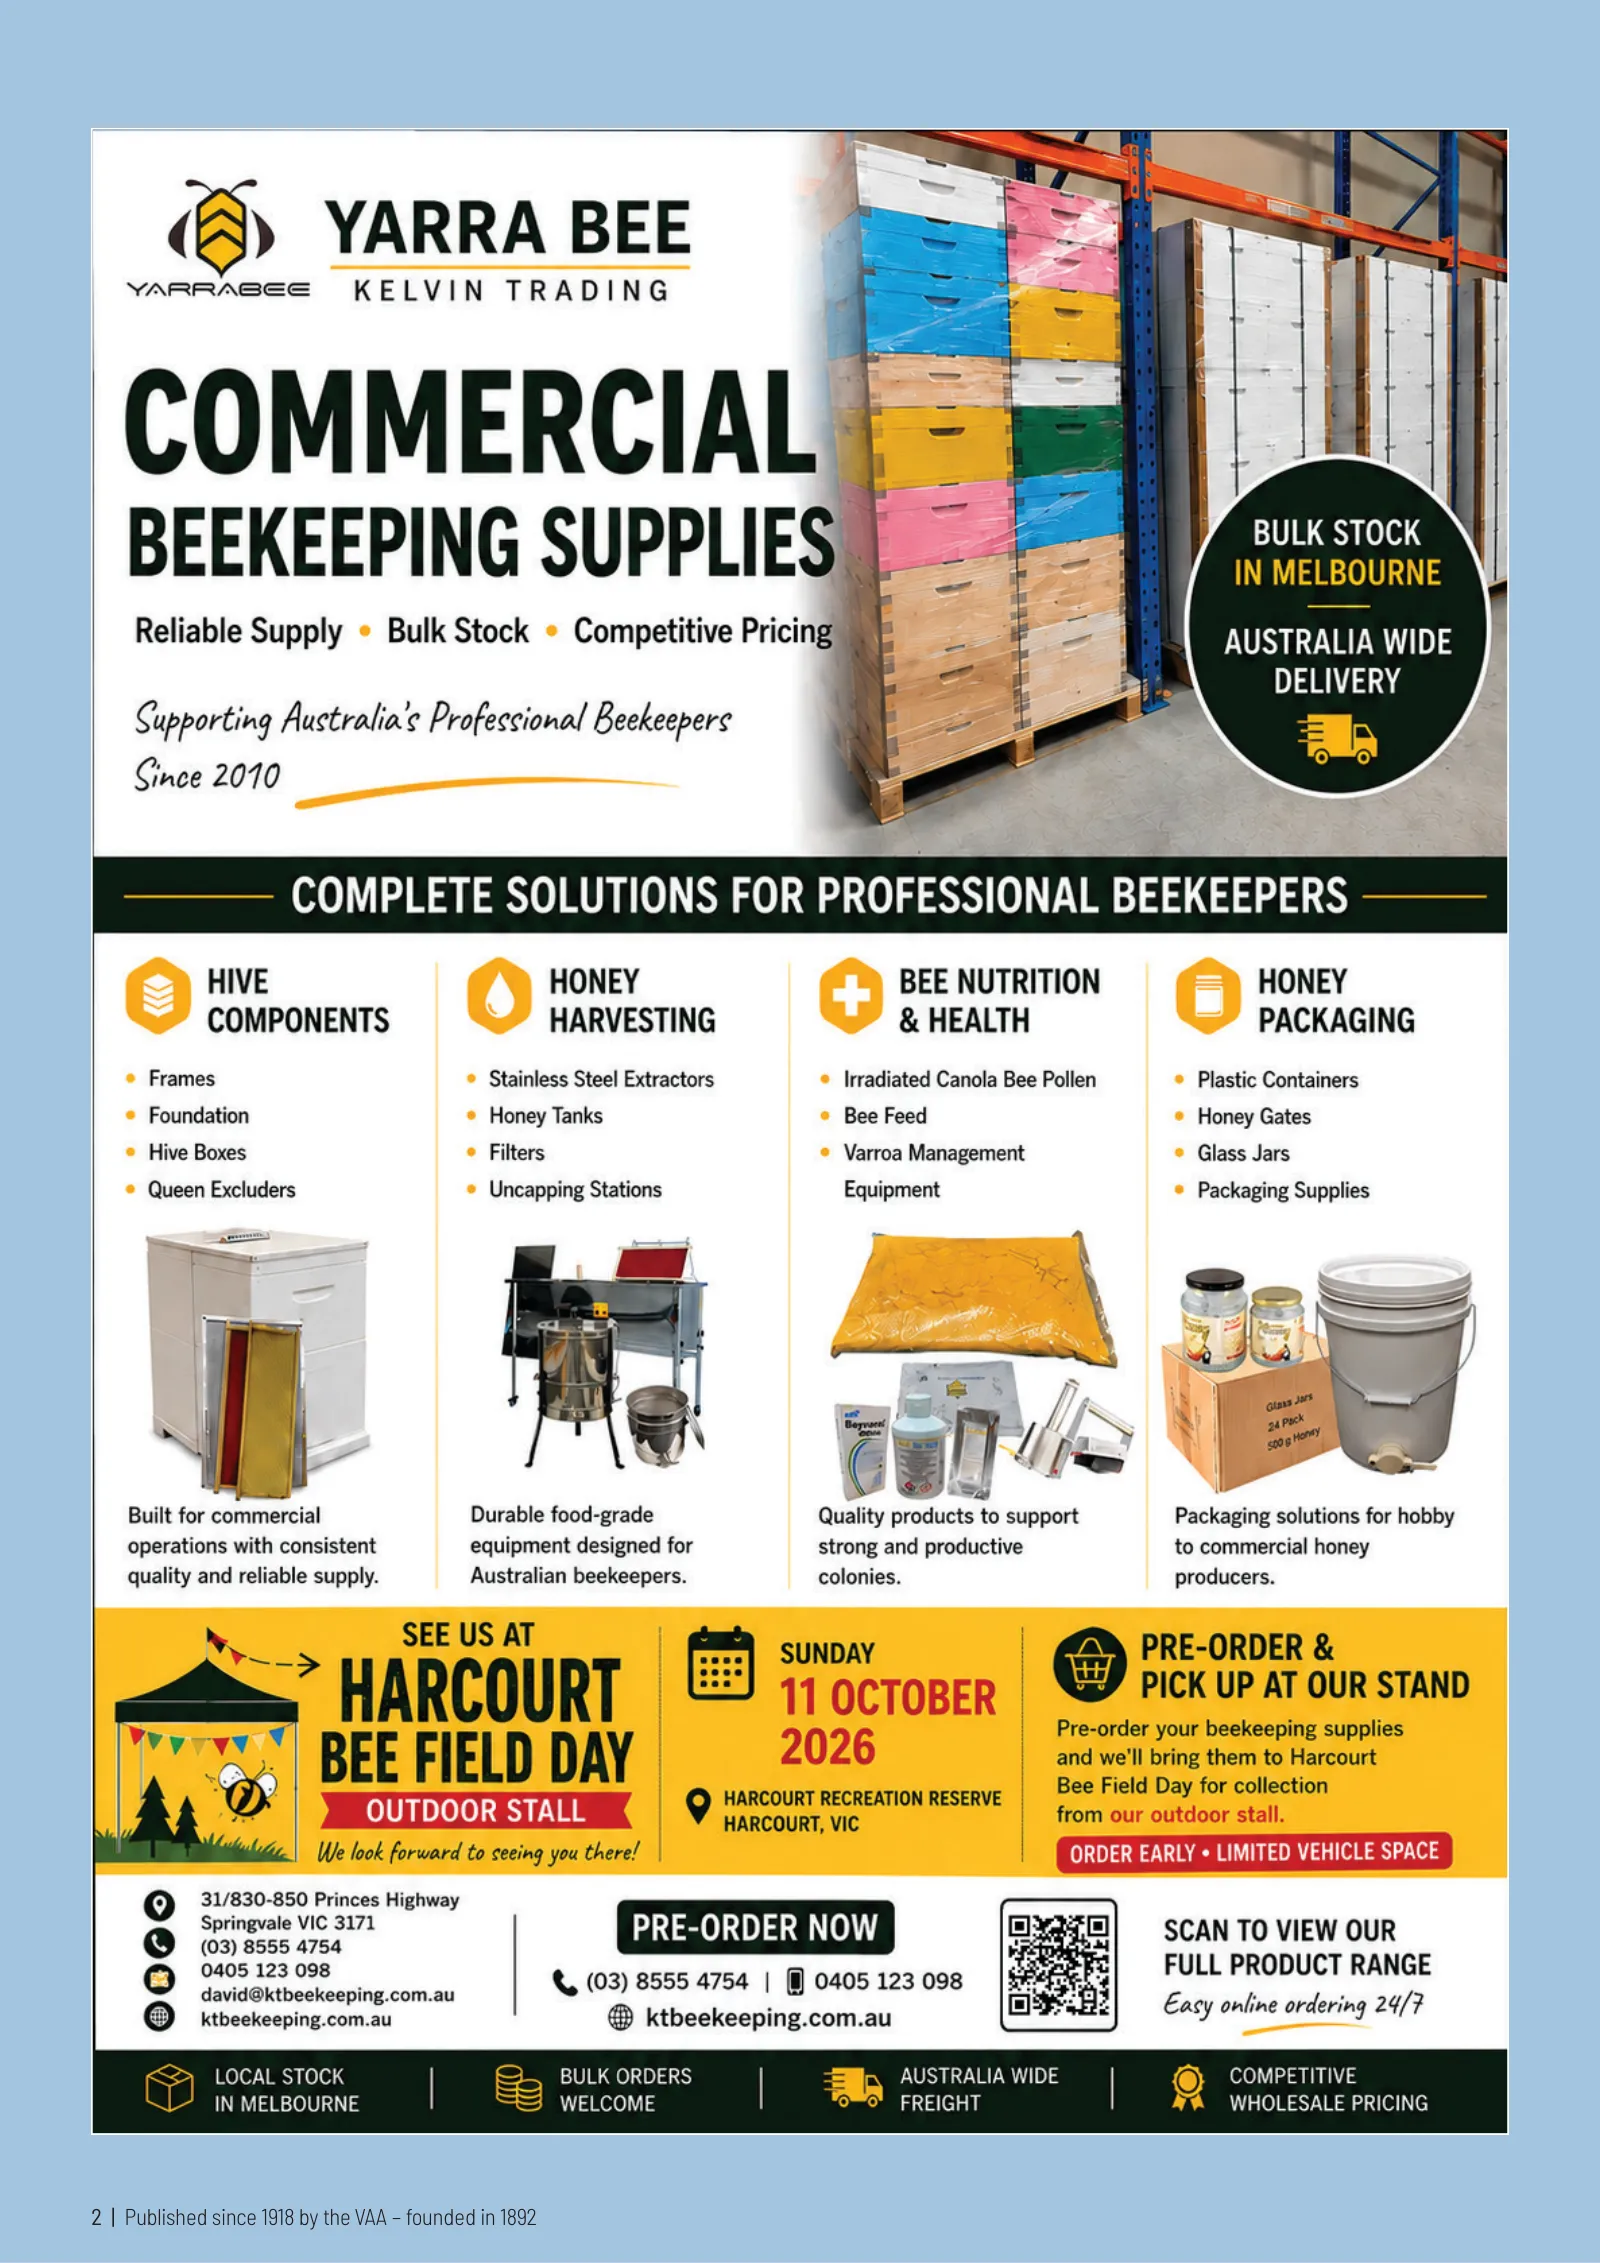 YARRABEE
YARRA BEE
KELVIN TRADING
COMMERCIAL
BEEKEEPING SUPPLIES
Reliable Supply • Bulk Stock • Competitive Pricing
Supporting Australia's Professional Beekeepers
Since 2010
BULK STOCK
IN MELBOURNE
AUSTRALIA WIDE
DELIVERY
COMPLETE SOLUTIONS FOR PROFESSIONAL BEEKEEPERS
HIVE
COMPONENTS
• Frames
• Foundation
• Hive Boxes
• Queen Excluders
Built for commercial
operations with consistent
quality and reliable supply.
HONEY
HARVESTING
• Stainless Steel Extractors
• Honey Tanks
• Filters
• Uncapping Stations
Durable food-grade
equipment designed for
Australian beekeepers.
BEE NUTRITION
& HEALTH
• Irradiated Canola Bee Pollen
• Bee Feed
• Varroa Management
Equipment
Quality products to support
strong and productive
colonies.
HONEY
PACKAGING
• Plastic Containers
• Honey Gates
• Glass Jars
• Packaging Supplies
Glass Jars
24 Pack
500 g Honey
Packaging solutions for hobby
to commercial honey
producers.
SEE US AT
HARCOURT
BEE FIELD DAY
OUTDOOR STALL
We look forward to seeing you there!
SUNDAY
11 OCTOBER
2026
HARCOURT RECREATION RESERVE
HARCOURT, VIC
PRE-ORDER &
PICK UP AT OUR STAND
Pre-order your beekeeping supplies
and we'll bring them to Harcourt
Bee Field Day for collection
from our outdoor stall.
ORDER EARLY • LIMITED VEHICLE SPACE
31/830-850 Princes Highway
Springvale VIC 3171
(03) 8555 4754
0405 123 098
david@ktbeekeeping.com.au
ktbeekeeping.com.au
PRE-ORDER NOW
(03) 8555 4754 | 0405 123 098
ktbeekeeping.com.au
SCAN TO VIEW OUR
FULL PRODUCT RANGE
Easy online ordering 24/7
LOCAL STOCK
IN MELBOURNE
BULK ORDERS
WELCOME
AUSTRALIA WIDE
FREIGHT
COMPETITIVE
WHOLESALE PRICING
2 | Published since 1918 by the VAA – founded in 1892